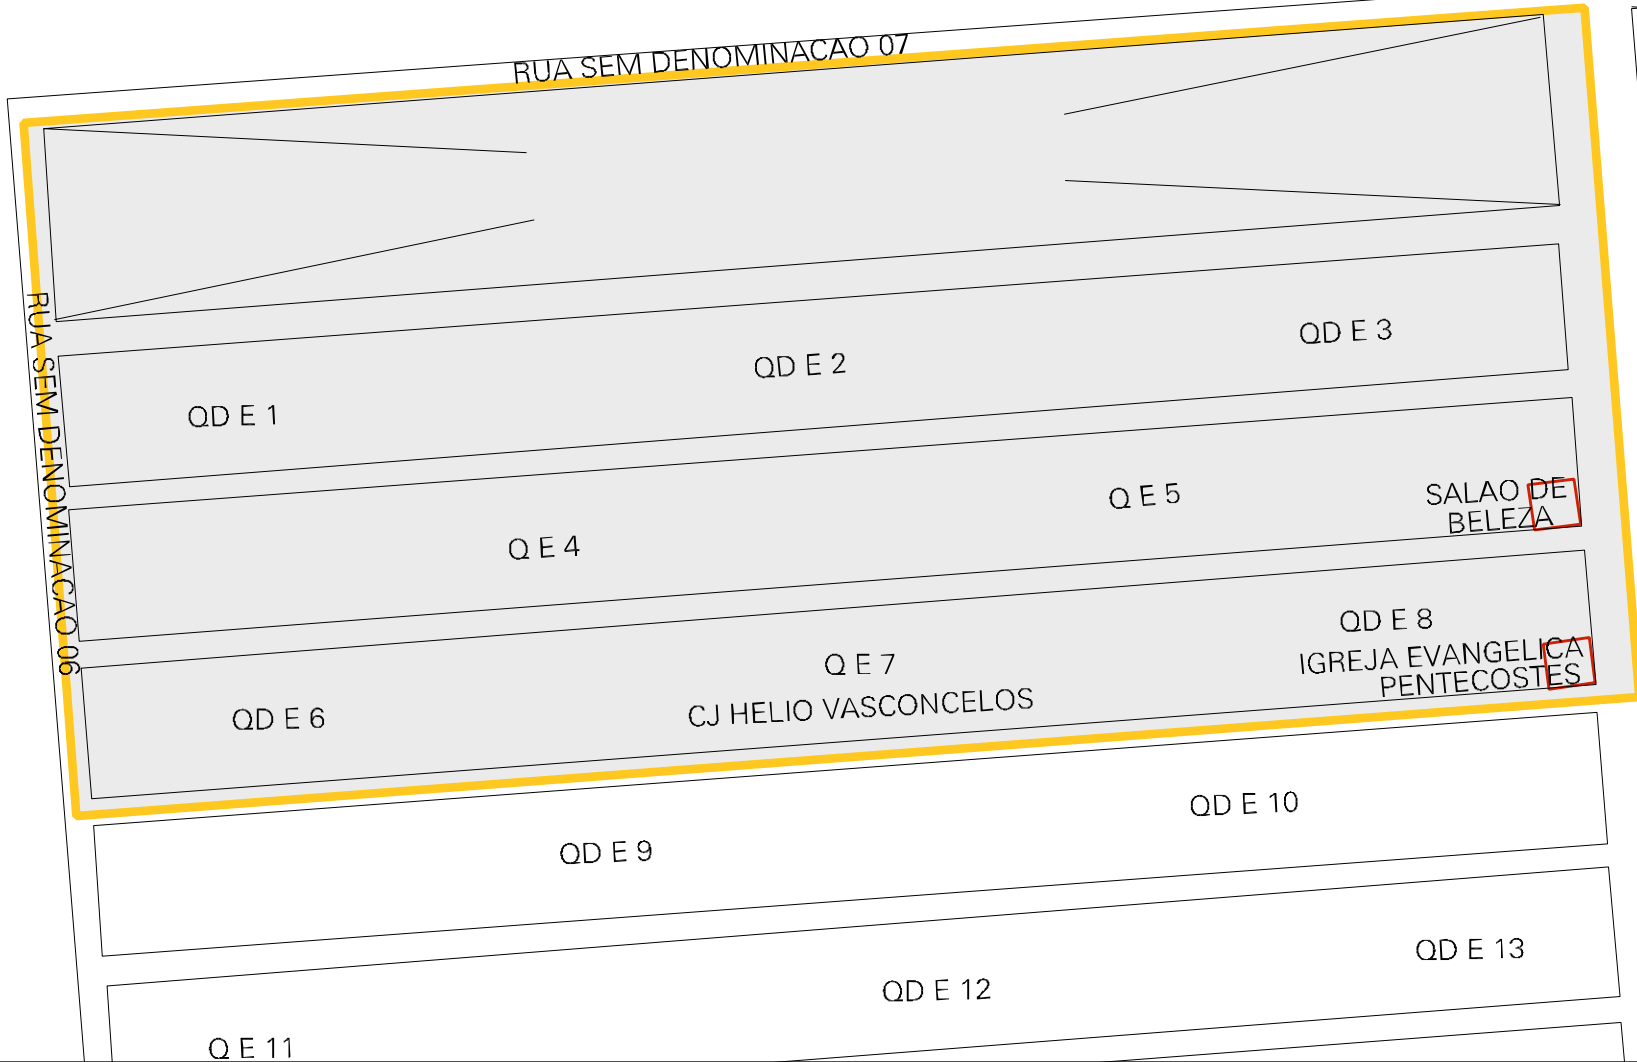 RUA SEM DENOMINACAO 07
RUA SEM DENOMINACAO 06
QD E 1
QD E 2
QD E 3
Q E 4
Q E 5
SALAO DE
BELEZA
QD E 6
Q E 7
CJ HELIO VASCONCELOS
QD E 8
IGREJA EVANGELICA
PENTECOSTES
QD E 9
QD E 10
Q E 11
QD E 12
QD E 13